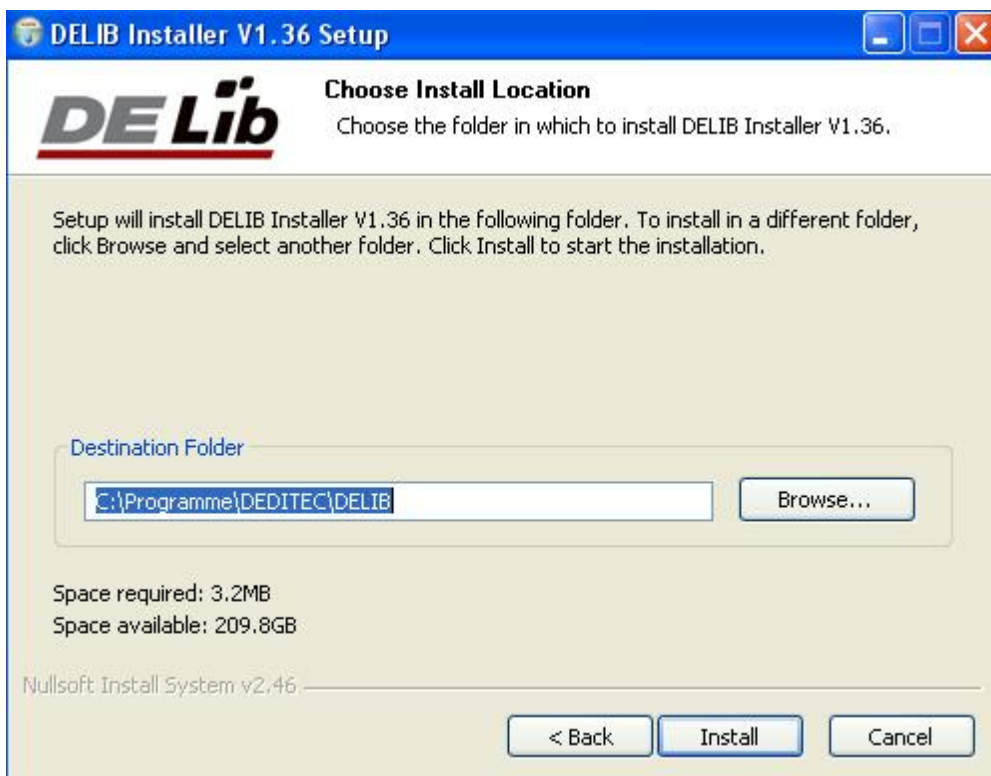 DELIB Installer V1.36 Setup
DELib
Choose Install Location
Choose the folder in which to install DELIB Installer V1.36.
Setup will install DELIB Installer V1.36 in the following folder. To install in a different folder,
click Browse and select another folder. Click Install to start the installation.
Destination Folder
C:\Programme\DEDITEC\DELIB
Browse...
Space required: 3.2MB
Space available: 209.8GB
Nullsoft Install System v2.46
< Back
Install
Cancel